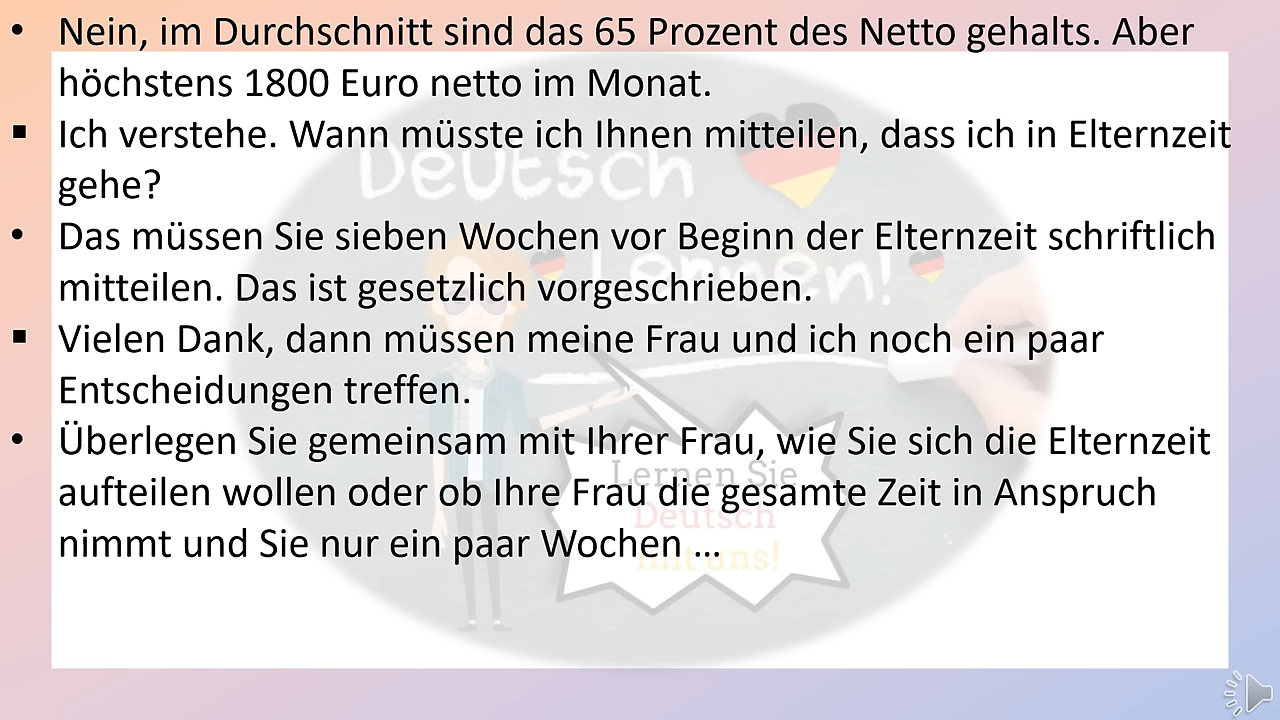 • Nein, im Durchschnitt sind das 65 Prozent des Netto gehalts. Aber
höchstens 1800 Euro netto im Monat.
▪ Ich verstehe. Wann müsste ich Ihnen mitteilen, dass ich in Elternzeit
gehe?
• Das müssen Sie sieben Wochen vor Beginn der Elternzeit schriftlich
mitteilen. Das ist gesetzlich vorgeschrieben.
▪ Vielen Dank, dann müssen meine Frau und ich noch ein paar
Entscheidungen treffen.
• Überlegen Sie gemeinsam mit Ihrer Frau, wie Sie sich die Elternzeit
aufteilen wollen oder ob Ihre Frau die gesamte Zeit in Anspruch
nimmt und Sie nur ein paar Wochen ...
Deutsch
Lernen!
Lernen Sie
Deutsch
mit uns!